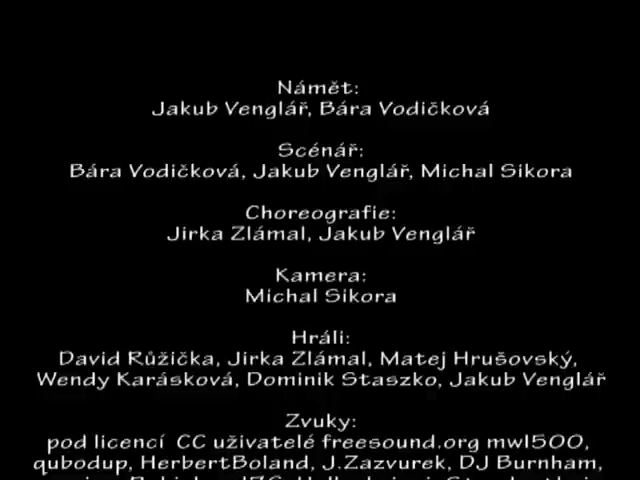 Námět:
Jakub Venglář, Bára Vodičková
Scénář:
Bára Vodičková, Jakub Venglář, Michal Sikora
Choreografie:
Jirka Zlámal, Jakub Venglář
Kamera:
Michal Sikora
Hráli:
David Růžička, Jirka Zlámal, Matej Hrušovský,
Wendy Karásková, Dominik Staszko, Jakub Venglář
Zvuky:
pod licencí CC uživatelé freesound.org mwl500,
qubodup, HerbertBoland, J.Zazvurek, DJ Burnham,